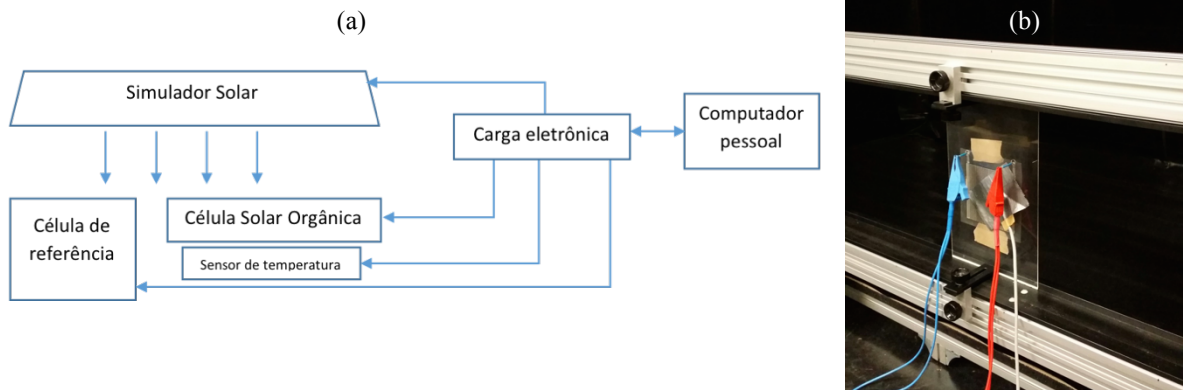 (a)
(b)
Simulador Solar
Carga eletrônica
Computador
pessoal
Célula de
referência
Célula Solar Orgânica
Sensor de temperatura